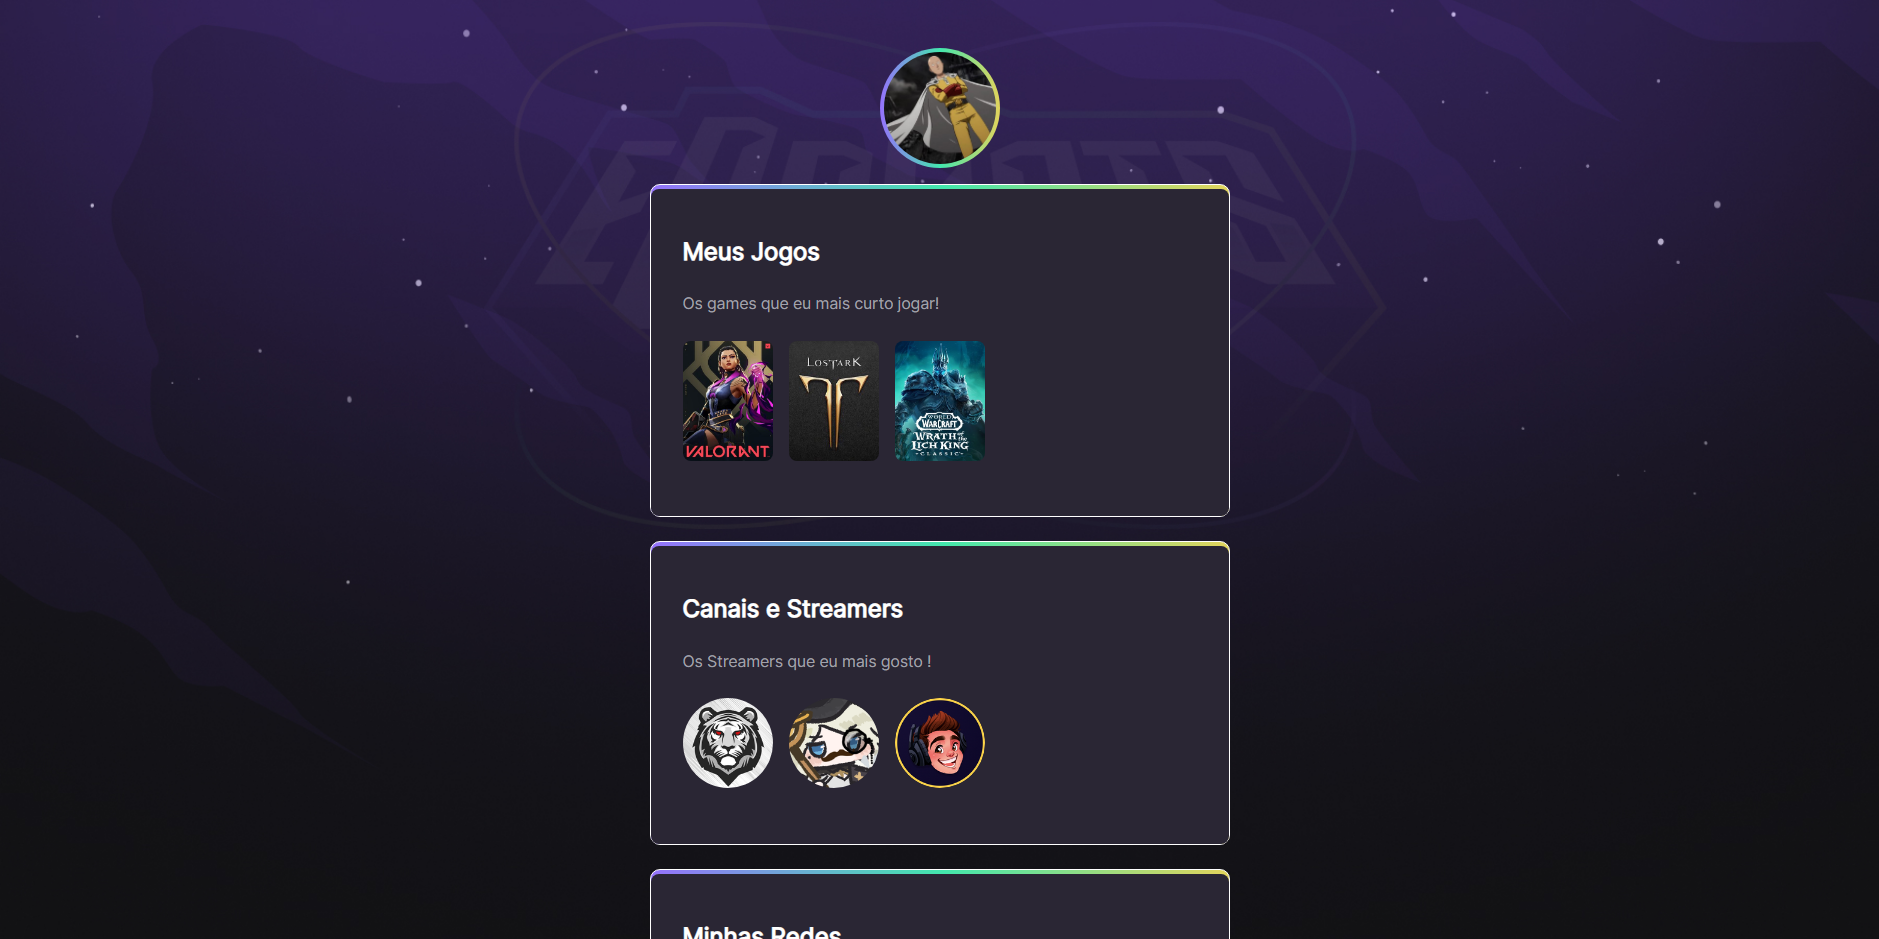 Meus Jogos
Os games que eu mais curto jogar!
VALORANT
LOST ARK
WORLD
WARCRAFT
WRATH of the
LICH KING
CLASSIC
Canais e Streamers
Os Streamers que eu mais gosto !
Minhas Redes